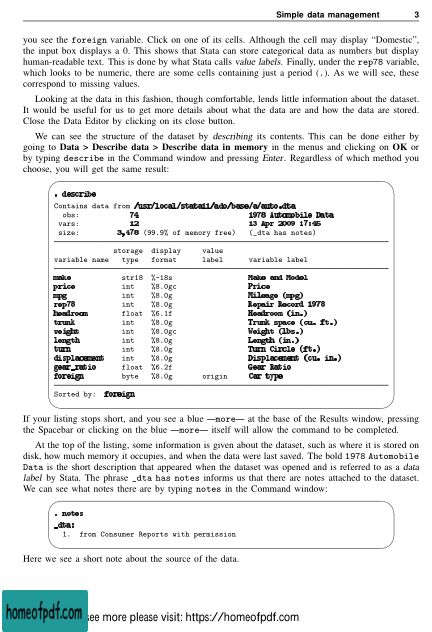 Simple data management 3
you see the foreign variable. Click on one of its cells. Although the cell may display “Domestic”,
the input box displays a 0. This shows that Stata can store categorical data as numbers but display
human-readable text. This is done by what Stata calls value labels. Finally, under the rep78 variable,
which looks to be numeric, there are some cells containing just a period (.). As we will see, these
correspond to missing values.
Looking at the data in this fashion, though comfortable, lends little information about the dataset.
It would be useful for us to get more details about what the data are and how the data are stored.
Close the Data Editor by clicking on its close button.
We can see the structure of the dataset by describing its contents. This can be done either by
going to Data > Describe data > Describe data in memory in the menus and clicking on OK or
by typing describe in the Command window and pressing Enter. Regardless of which method you
choose, you will get the same result:
. describe
Contains data from /usr/local/stata11/ado/base/a/auto.dta
obs: 74 1978 Automobile Data
vars: 12 13 Apr 2009 17:45
size: 3,478 (99.9% of memory free) (_dta has notes)
storage display value
variable name type format label variable label
make str18 %-18s Make and Model
price int %8.0gc Price
mpg int %8.0g Mileage (mpg)
rep78 int %8.0g Repair Record 1978
headroom float %6.1f Headroom (in.)
trunk int %8.0g Trunk space (cu. ft.)
weight int %8.0gc Weight (lbs.)
length int %8.0g Length (in.)
turn int %8.0g Turn Circle (ft.)
displacement int %8.0g Displacement (cu. in.)
gear_ratio float %6.2f Gear Ratio
foreign byte %8.0g origin Car type
Sorted by: foreign
If your listing stops short, and you see a blue —more— at the base of the Results window, pressing
the Spacebar or clicking on the blue —more— itself will allow the command to be completed.
At the top of the listing, some information is given about the dataset, such as where it is stored on
disk, how much memory it occupies, and when the data were last saved. The bold 1978 Automobile
Data is the short description that appeared when the dataset was opened and is referred to as a data
label by Stata. The phrase _dta has notes informs us that there are notes attached to the dataset.
We can see what notes there are by typing notes in the Command window:
. notes
_dta:
1. from Consumer Reports with permission
Here we see a short note about the source of the data.
homeofpdf.com see more please visit: https://homeofpdf.com